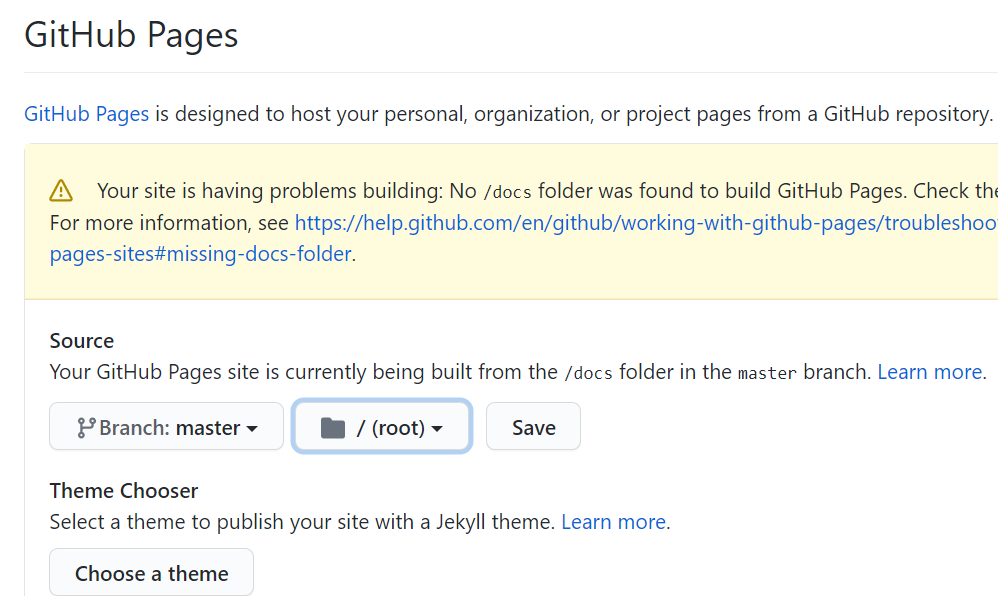 GitHub Pages
GitHub Pages is designed to host your personal, organization, or project pages from a GitHub repository.
Your site is having problems building: No /docs folder was found to build GitHub Pages. Check the
For more information, see https://help.github.com/en/github/working-with-github-pages/troubleshoo
pages-sites#missing-docs-folder.
Source
Your GitHub Pages site is currently being built from the /docs folder in the master branch. Learn more.
Branch: master / (root) Save
Theme Chooser
Select a theme to publish your site with a Jekyll theme. Learn more.
Choose a theme